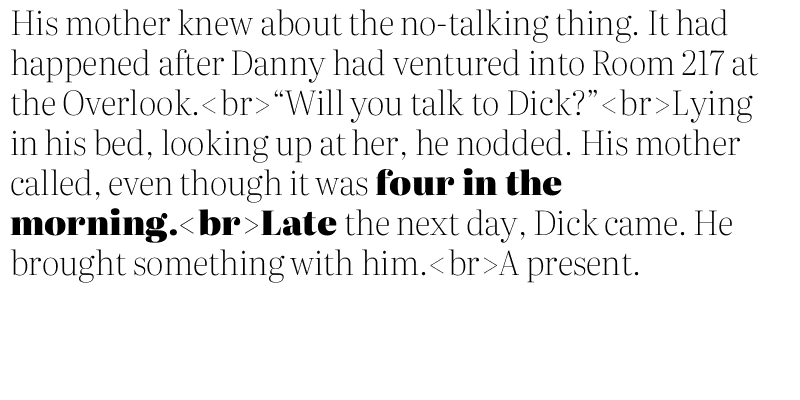 His mother knew about the no-talking thing. It had
happened after Danny had ventured into Room 217 at
the Overlook.<br>“Will you talk to Dick?”<br>Lying
in his bed, looking up at her, he nodded. His mother
called, even though it was four in the
morning.<br>Late the next day, Dick came. He
brought something with him.<br>A present.